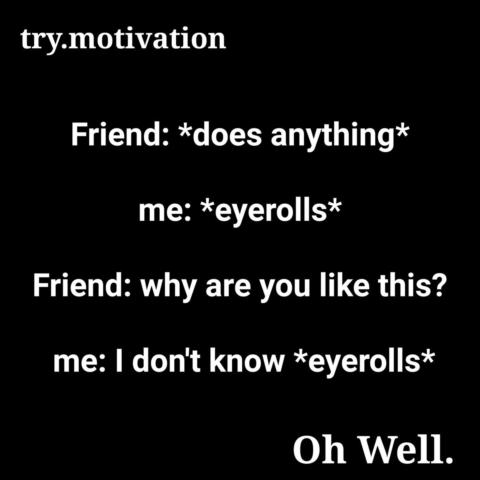 try.motivation
Friend: *does anything*
me: *eyerolls*
Friend: why are you like this?
me: I don't know *eyerolls*
Oh Well.